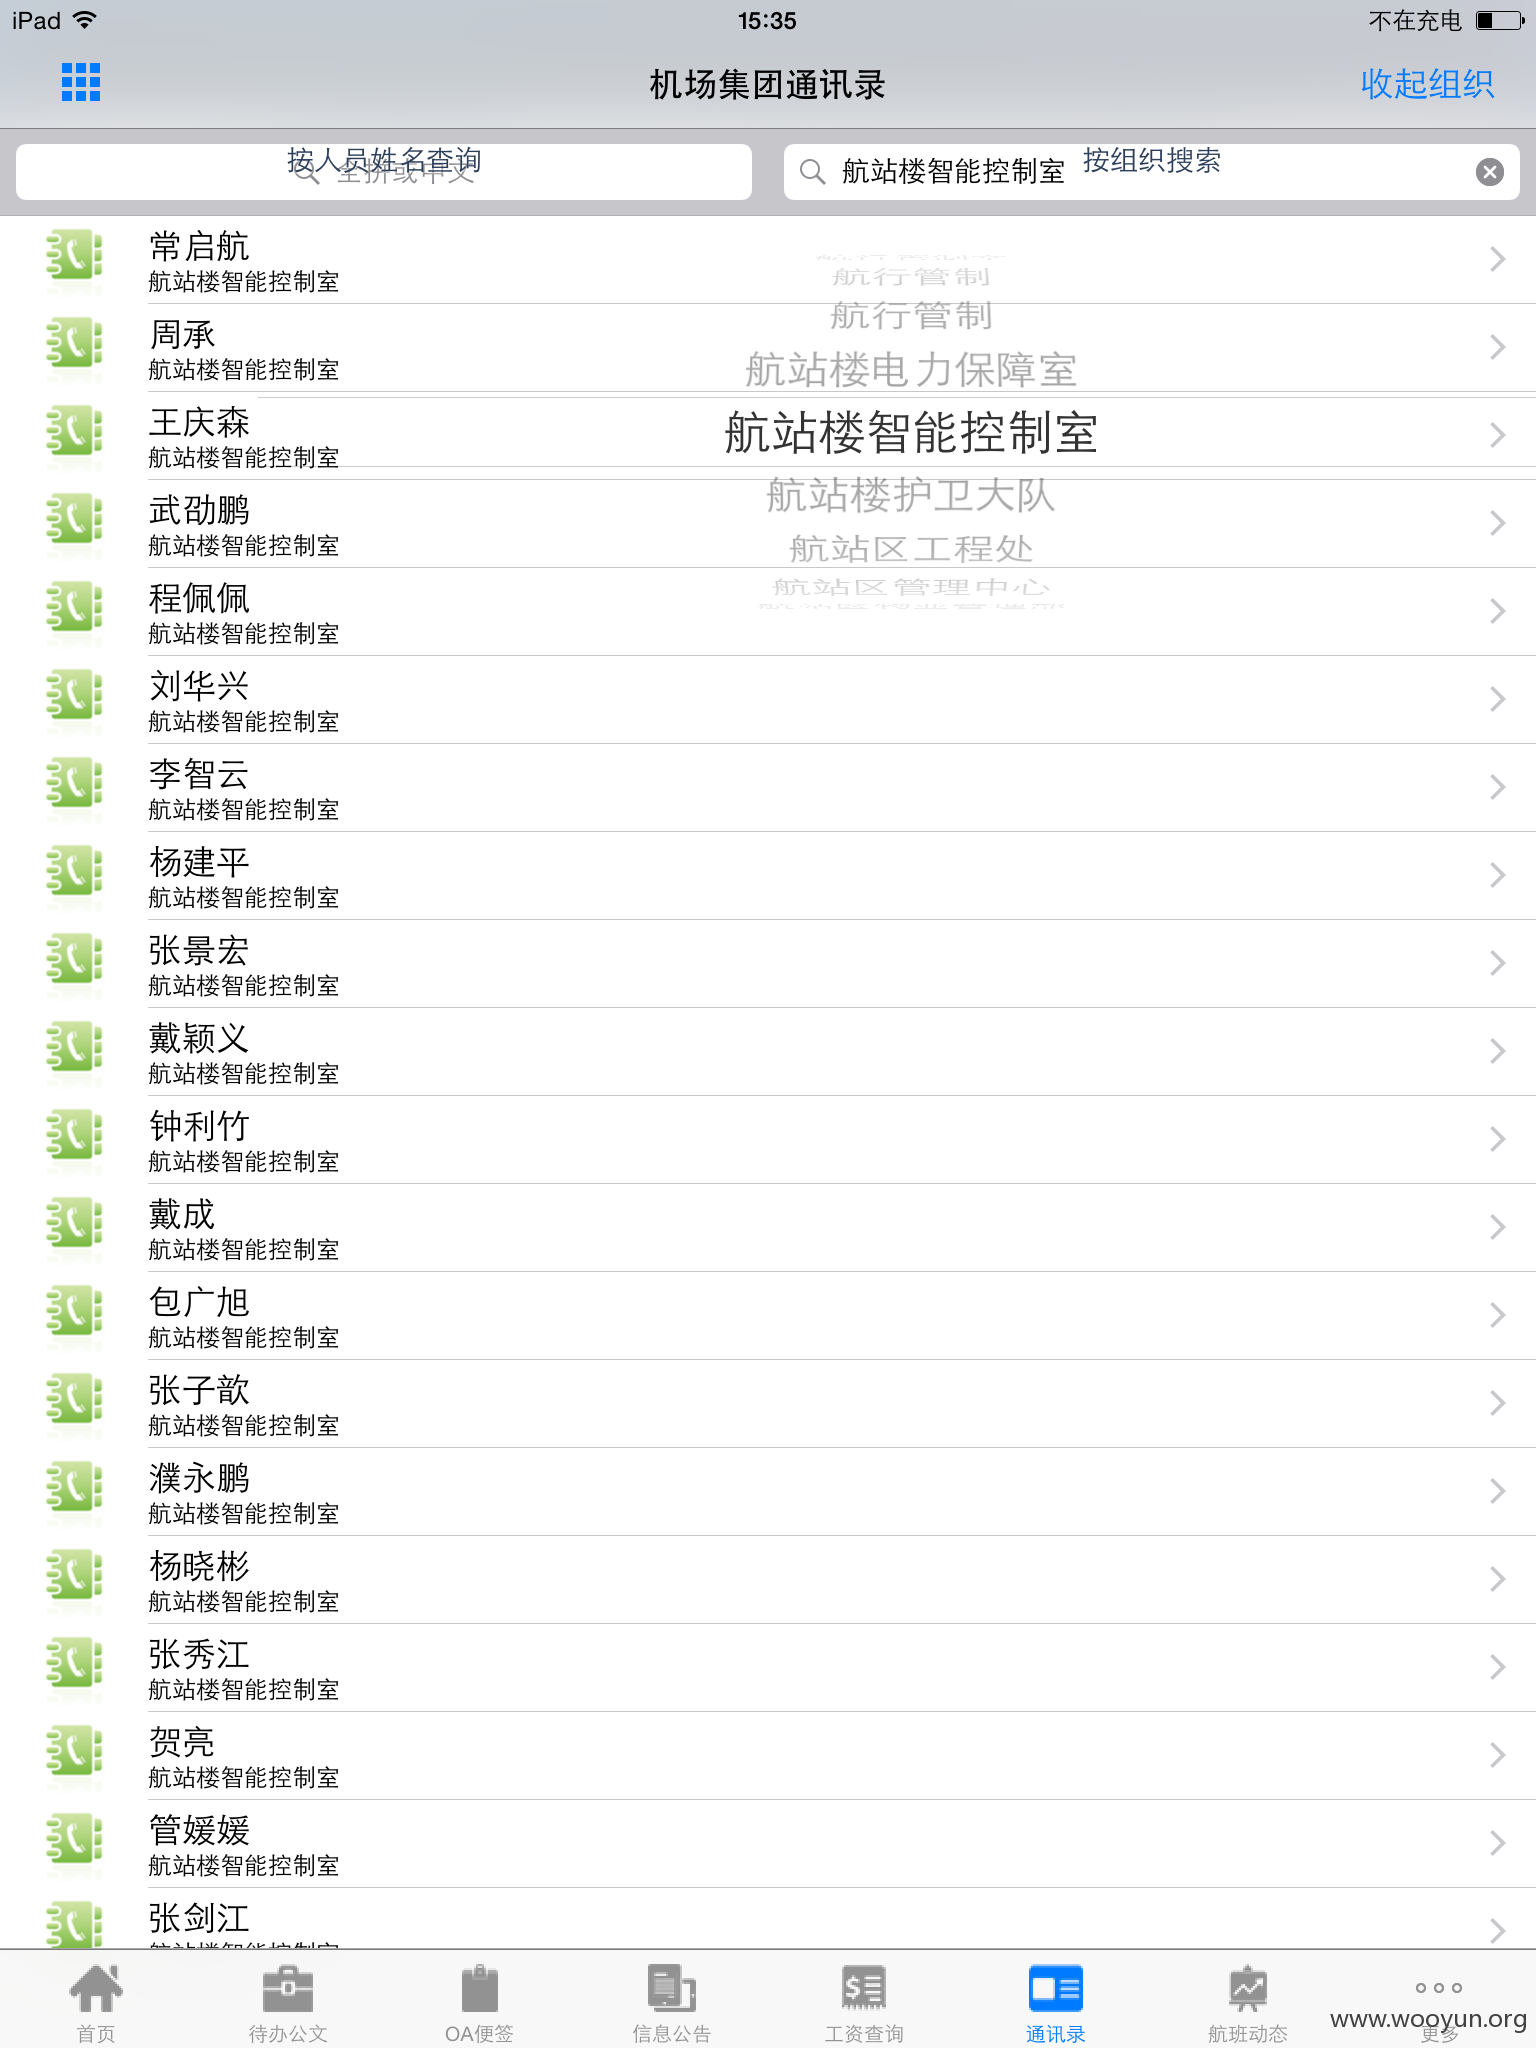 iPad
15:35
不在充电
机场集团通讯录
收起组织
按人员姓名查询
全拼或中文
航站楼智能控制室
按组织搜索
常启航
航站楼智能控制室
周承
航站楼智能控制室
王庆森
航站楼智能控制室
武劭鹏
航站楼智能控制室
程佩佩
航站楼智能控制室
刘华兴
航站楼智能控制室
李智云
航站楼智能控制室
杨建平
航站楼智能控制室
张景宏
航站楼智能控制室
戴颖义
航站楼智能控制室
钟利竹
航站楼智能控制室
戴成
航站楼智能控制室
包广旭
航站楼智能控制室
张子歆
航站楼智能控制室
濮永鹏
航站楼智能控制室
杨晓彬
航站楼智能控制室
张秀江
航站楼智能控制室
贺亮
航站楼智能控制室
管媛媛
航站楼智能控制室
张剑江
航行管制
航行管制
航站楼电力保障室
航站楼智能控制室
航站楼护卫大队
航站区工程处
航站区管理中心
首页
待办公文
OA便签
信息公告
工资查询
通讯录
航班动态
更多
www.wooyun.org